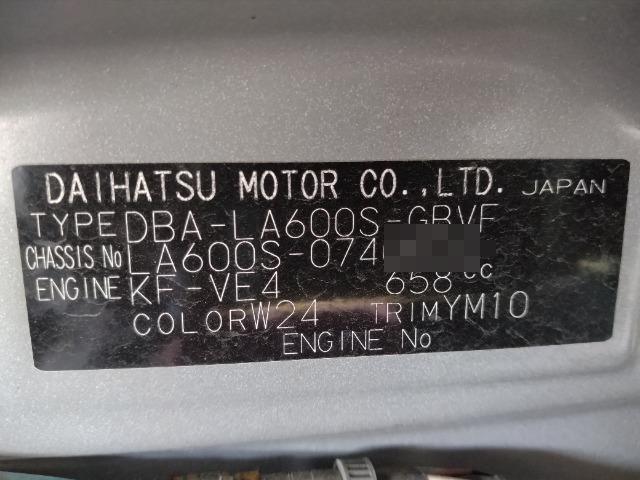 DAIHATSU MOTOR CO.,LTD. JAPAN
TYPE DBA-LA600S-GBVF
CHASSIS No LA600S-074
ENGINE KF-VE4 658 cc
COLOR W24 TRIM YM10
ENGINE No